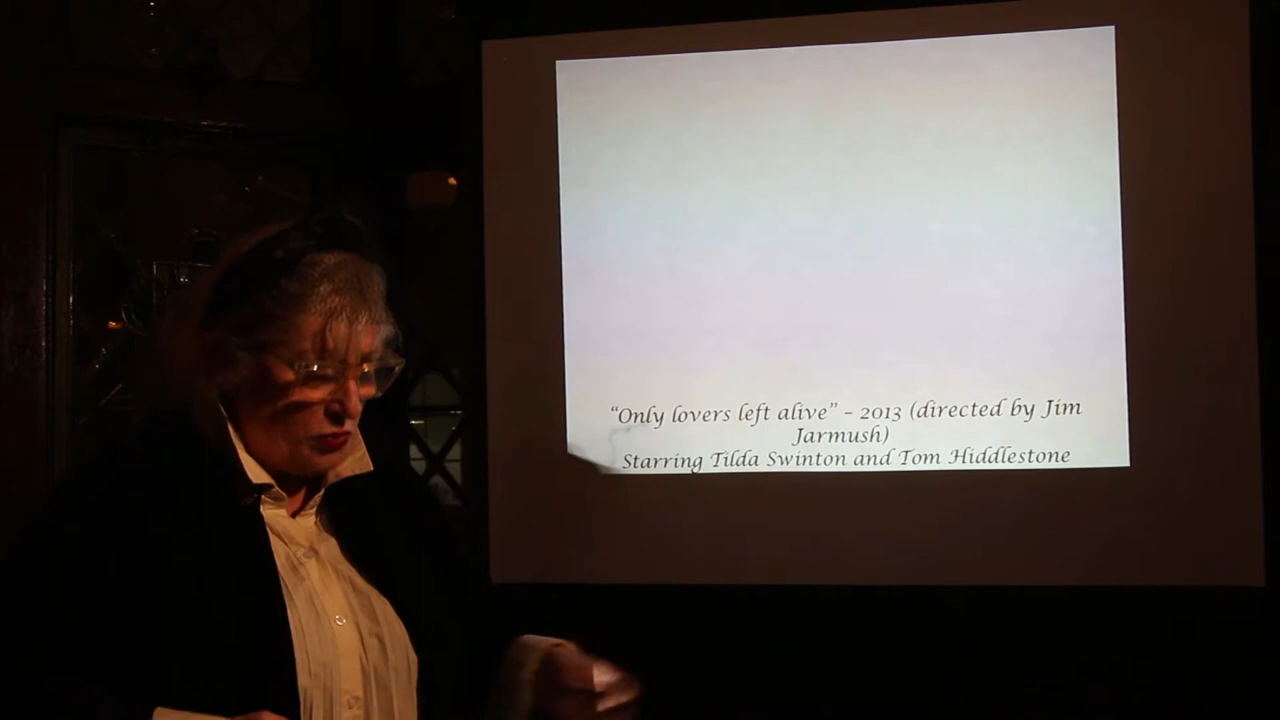 “Only lovers left alive” – 2013 (directed by Jim
Jarmush)
Starring Tilda Swinton and Tom Hiddlestone